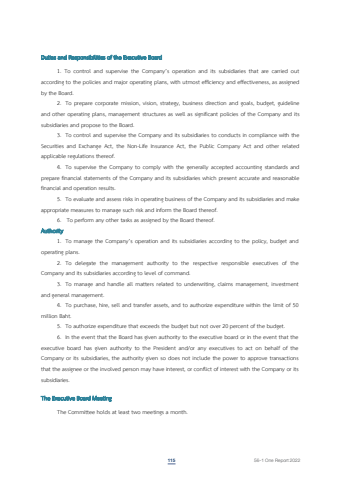 Duties and Responsibilities of the Executive Board
1. To control and supervise the Company's operation and its subsidiaries that are carried out
according to the policies and major operating plans, with utmost efficiency and effectiveness, as assigned
by the Board.
2. To prepare corporate mission, vision, strategy, business direction and goals, budget, guideline
and other operating plans, management structures as well as significant policies of the Company and its
subsidiaries and propose to the Board.
3. To control and supervise the Company and its subsidiaries to conducts in compliance with the
Securities and Exchange Act, the Non-Life Insurance Act, the Public Company Act and other related
applicable regulations thereof.
4. To supervise the Company to comply with the generally accepted accounting standards and
prepare financial statements of the Company and its subsidiaries which present accurate and reasonable
financial and operation results.
5. To evaluate and assess risks in operating business of the Company and its subsidiaries and make
appropriate measures to manage such risk and inform the Board thereof.
6. To perform any other tasks as assigned by the Board thereof.
Authority
1. To manage the Company's operation and its subsidiaries according to the policy, budget and
operating plans.
2. To delegate the management authority to the respective responsible executives of the
Company and its subsidiaries according to level of command.
3. To manage and handle all matters related to underwriting, claims management, investment
and general management.
4. To purchase, hire, sell and transfer assets, and to authorize expenditure within the limit of 50
million Baht.
5. To authorize expenditure that exceeds the budget but not over 20 percent of the budget.
6. In the event that the Board has given authority to the executive board or in the event that the
executive board has given authority to the President and/or any executives to act on behalf of the
Company or its subsidiaries, the authority given so does not include the power to approve transactions
that the assignee or the involved person may have interest, or conflict of interest with the Company or its
subsidiaries.
The Executive Board Meeting
The Committee holds at least two meetings a month.
115
56-1 One Report 2022